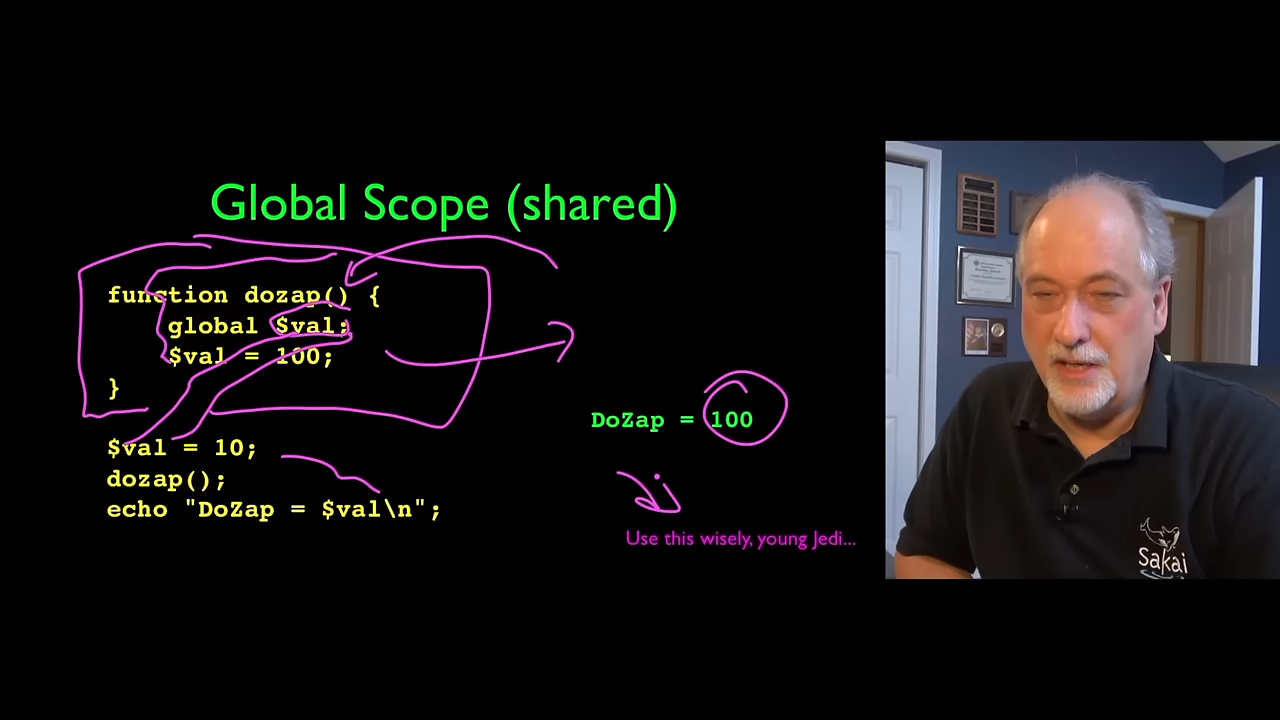 Global Scope (shared)
function dozap() {
global $val;
$val = 100;
}
$val = 10;
dozap();
echo "DoZap = $val\n";
DoZap = 100
Use this wisely, young Jedi...
Sakai